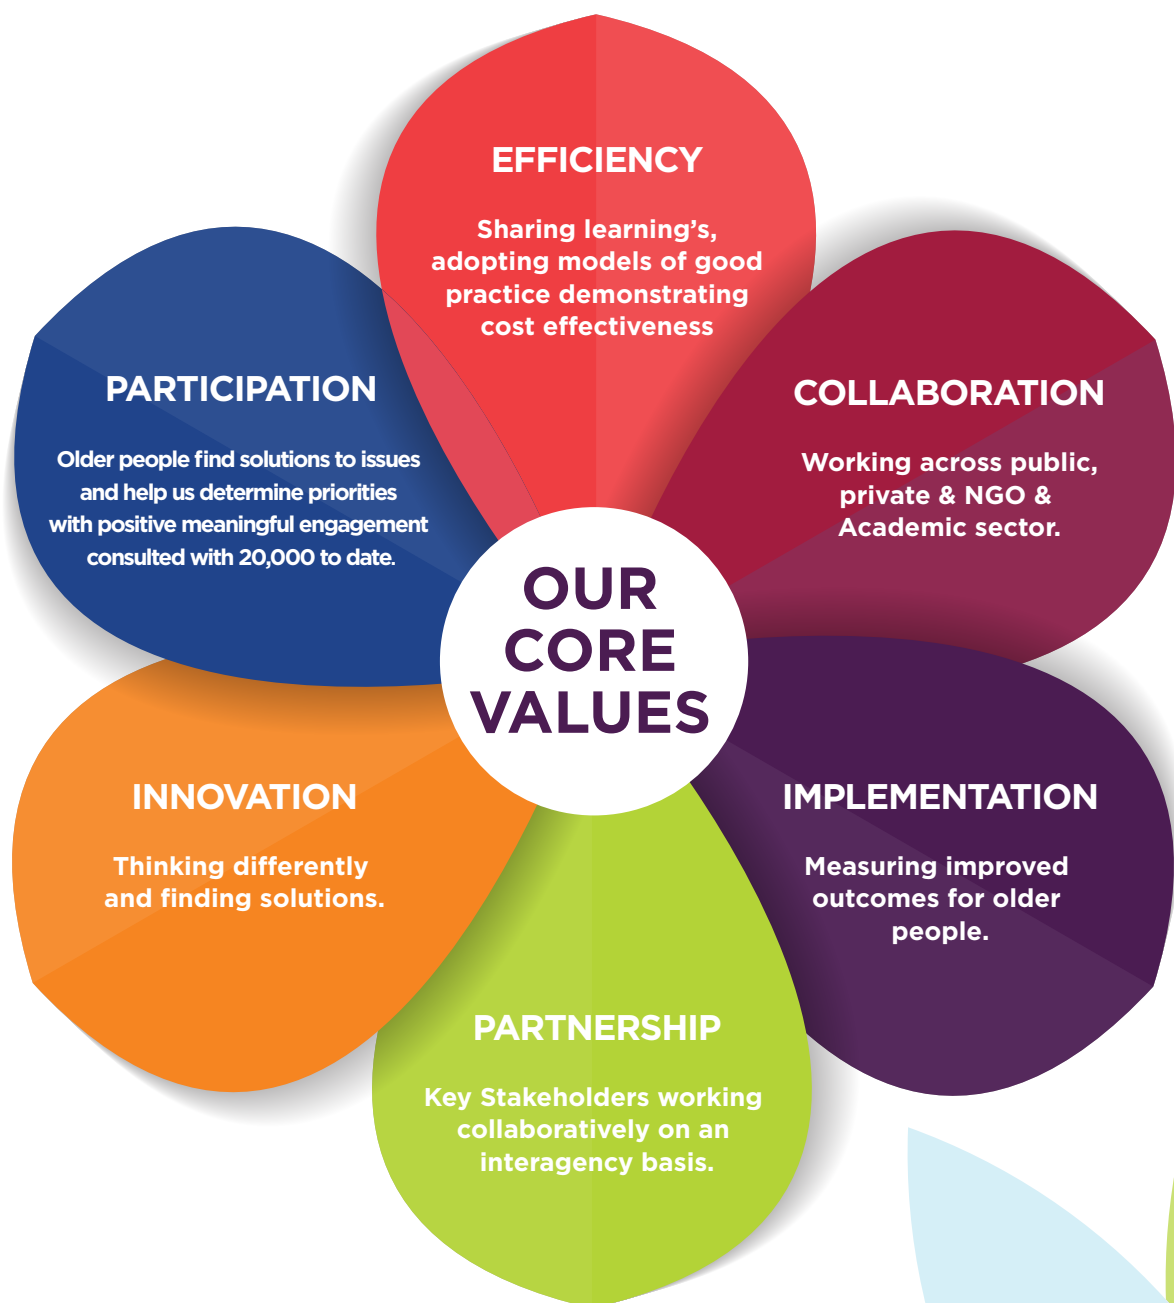 EFFICIENCY
Sharing learning's,
adopting models of good
practice demonstrating
cost effectiveness
COLLABORATION
Working across public,
private & NGO &
Academic sector.
IMPLEMENTATION
Measuring improved
outcomes for older
people.
PARTNERSHIP
Key Stakeholders working
collaboratively on an
interagency basis.
INNOVATION
Thinking differently
and finding solutions.
PARTICIPATION
Older people find solutions to issues
and help us determine priorities
with positive meaningful engagement
consulted with 20,000 to date.
OUR
CORE
VALUES